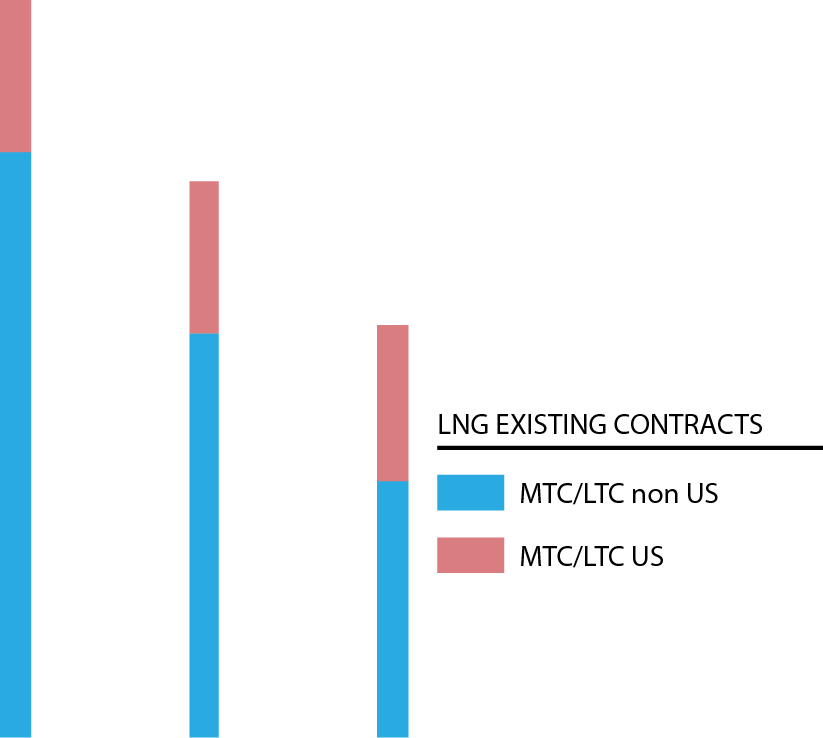 LNG EXISTING CONTRACTS
MTC/LTC non US
MTC/LTC US